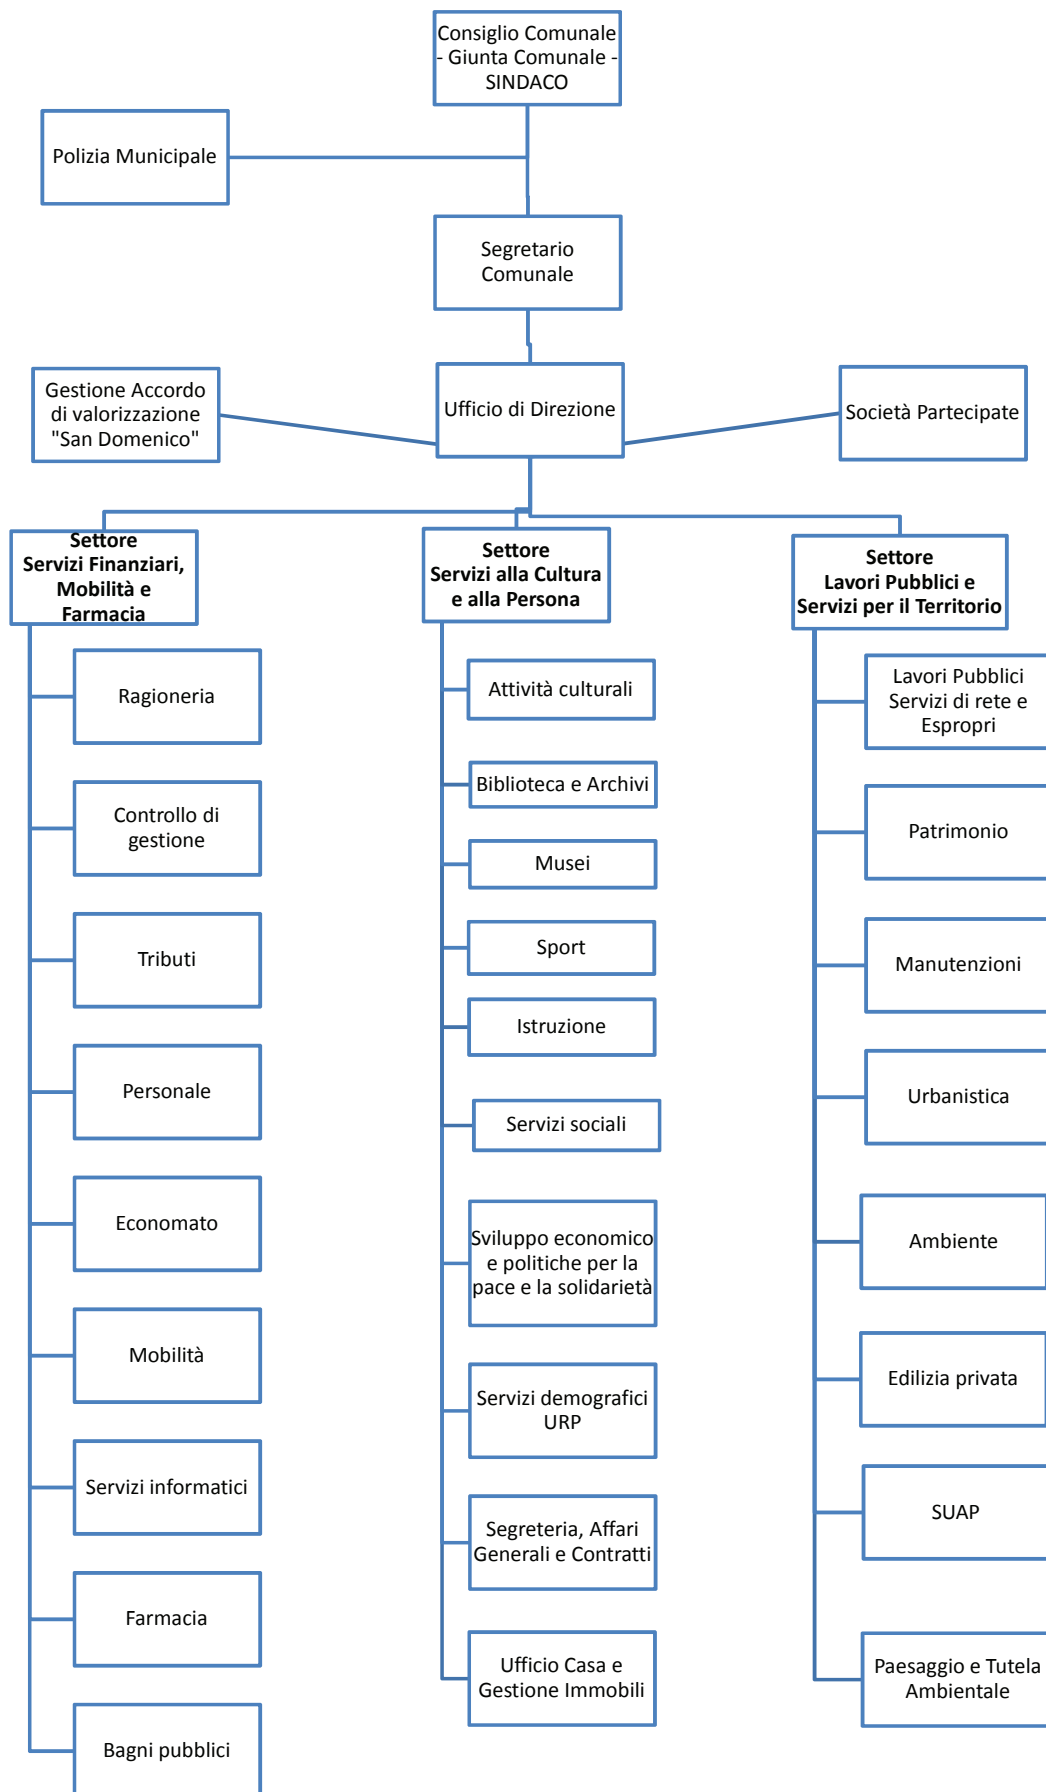 Consiglio Comunale
- Giunta Comunale -
SINDACO
Polizia Municipale
Segretario
Comunale
Gestione Accordo
di valorizzazione
"San Domenico"
Ufficio di Direzione
Società Partecipate
Settore
Servizi Finanziari,
Mobilità e
Farmacia
Ragioneria
Controllo di
gestione
Tributi
Personale
Economato
Mobilità
Servizi informatici
Farmacia
Bagni pubblici
Settore
Servizi alla Cultura
e alla Persona
Attività culturali
Biblioteca e Archivi
Musei
Sport
Istruzione
Servizi sociali
Sviluppo economico
e politiche per la
pace e la solidarietà
Servizi demografici
URP
Segreteria, Affari
Generali e Contratti
Ufficio Casa e
Gestione Immobili
Settore
Lavori Pubblici e
Servizi per il Territorio
Lavori Pubblici
Servizi di rete e
Espropri
Patrimonio
Manutenzioni
Urbanistica
Ambiente
Edilizia privata
SUAP
Paesaggio e Tutela
Ambientale